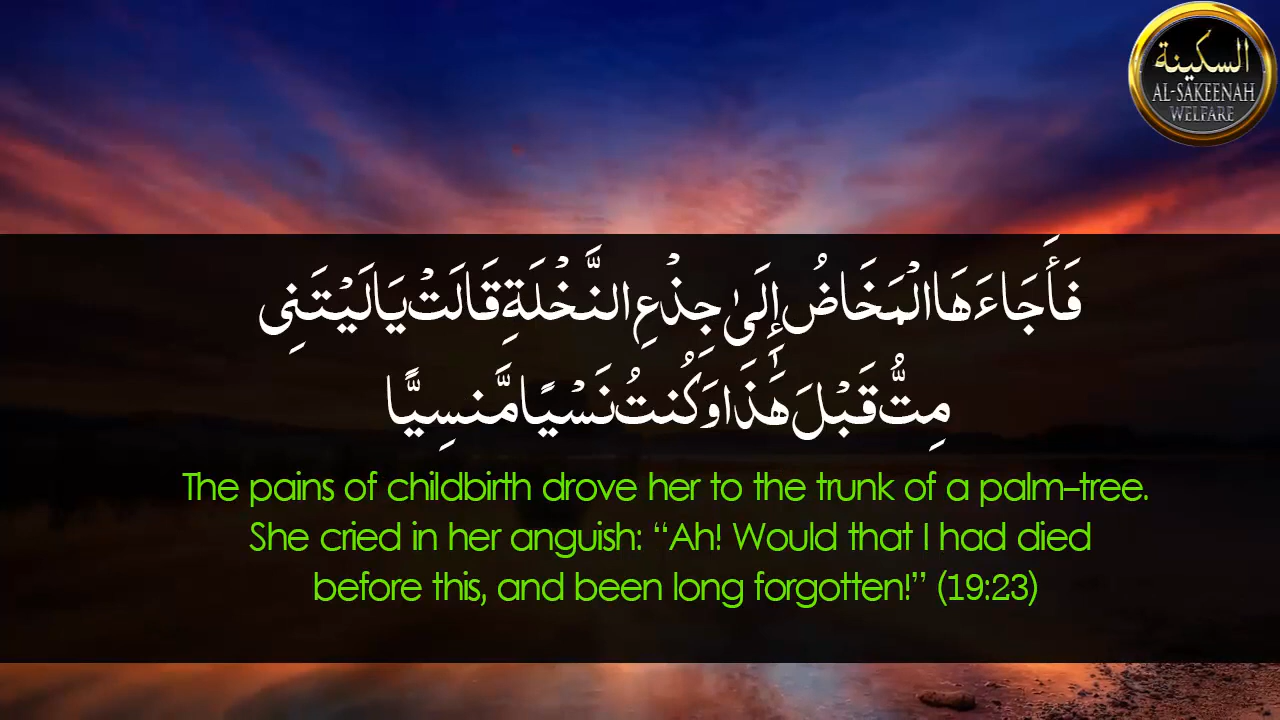 السكينة
AL-SAKEENAH
WELFARE
فَأَجَاءَهَا الْمَخَاضُ إِلَىٰ جِذْعِ النَّخْلَةِ قَالَتْ يَا لَيْتَنِي
مِتُّ قَبْلَ هَٰذَا وَكُنتُ نَسْيًا مَّنسِيًّا
The pains of childbirth drove her to the trunk of a palm-tree.
She cried in her anguish: “Ah! Would that I had died
before this, and been long forgotten!” (19:23)